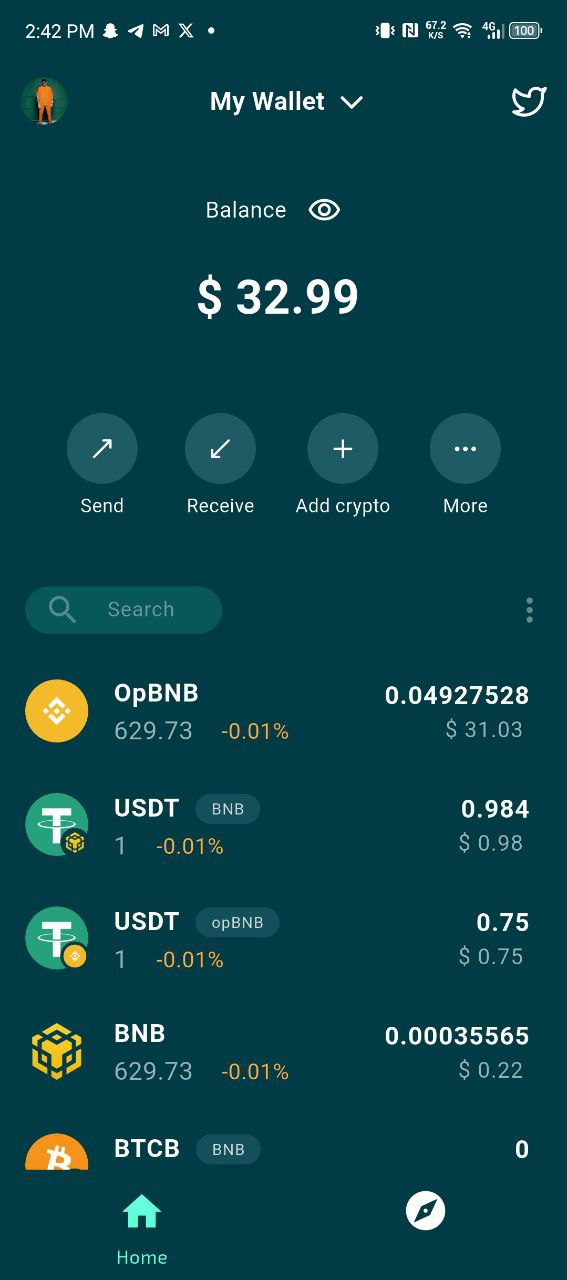 2:42 PM 67.2 K/S 4G 100
My Wallet
Balance
$ 32.99
Send Receive Add crypto More
Search
OpBNB 0.04927528
629.73 -0.01% $ 31.03
USDT BNB 0.984
1 -0.01% $ 0.98
USDT opBNB 0.75
1 -0.01% $ 0.75
BNB 0.00035565
629.73 -0.01% $ 0.22
BTCB BNB 0
Home